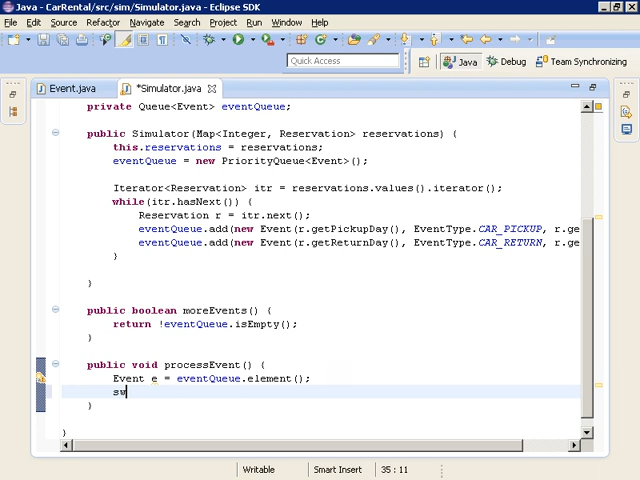 Java - CarRental/src/sim/Simulator.java - Eclipse SDK
File Edit Source Refactor Navigate Search Project Run Window Help
Quick Access
Java
Debug
Team Synchronizing
Event.java
*Simulator.java
private Queue<Event> eventQueue;
public Simulator(Map<Integer, Reservation> reservations) {
this.reservations = reservations;
eventQueue = new PriorityQueue<Event>();
Iterator<Reservation> itr = reservations.values().iterator();
while(itr.hasNext()) {
Reservation r = itr.next();
eventQueue.add(new Event(r.getPickupDay(), EventType.CAR_PICKUP, r.ge
eventQueue.add(new Event(r.getReturnDay(), EventType.CAR_RETURN, r.ge
}
}
public boolean moreEvents() {
return !eventQueue.isEmpty();
}
public void processEvent() {
Event e = eventQueue.element();
sw
}
}
Writable
Smart Insert
35 : 11